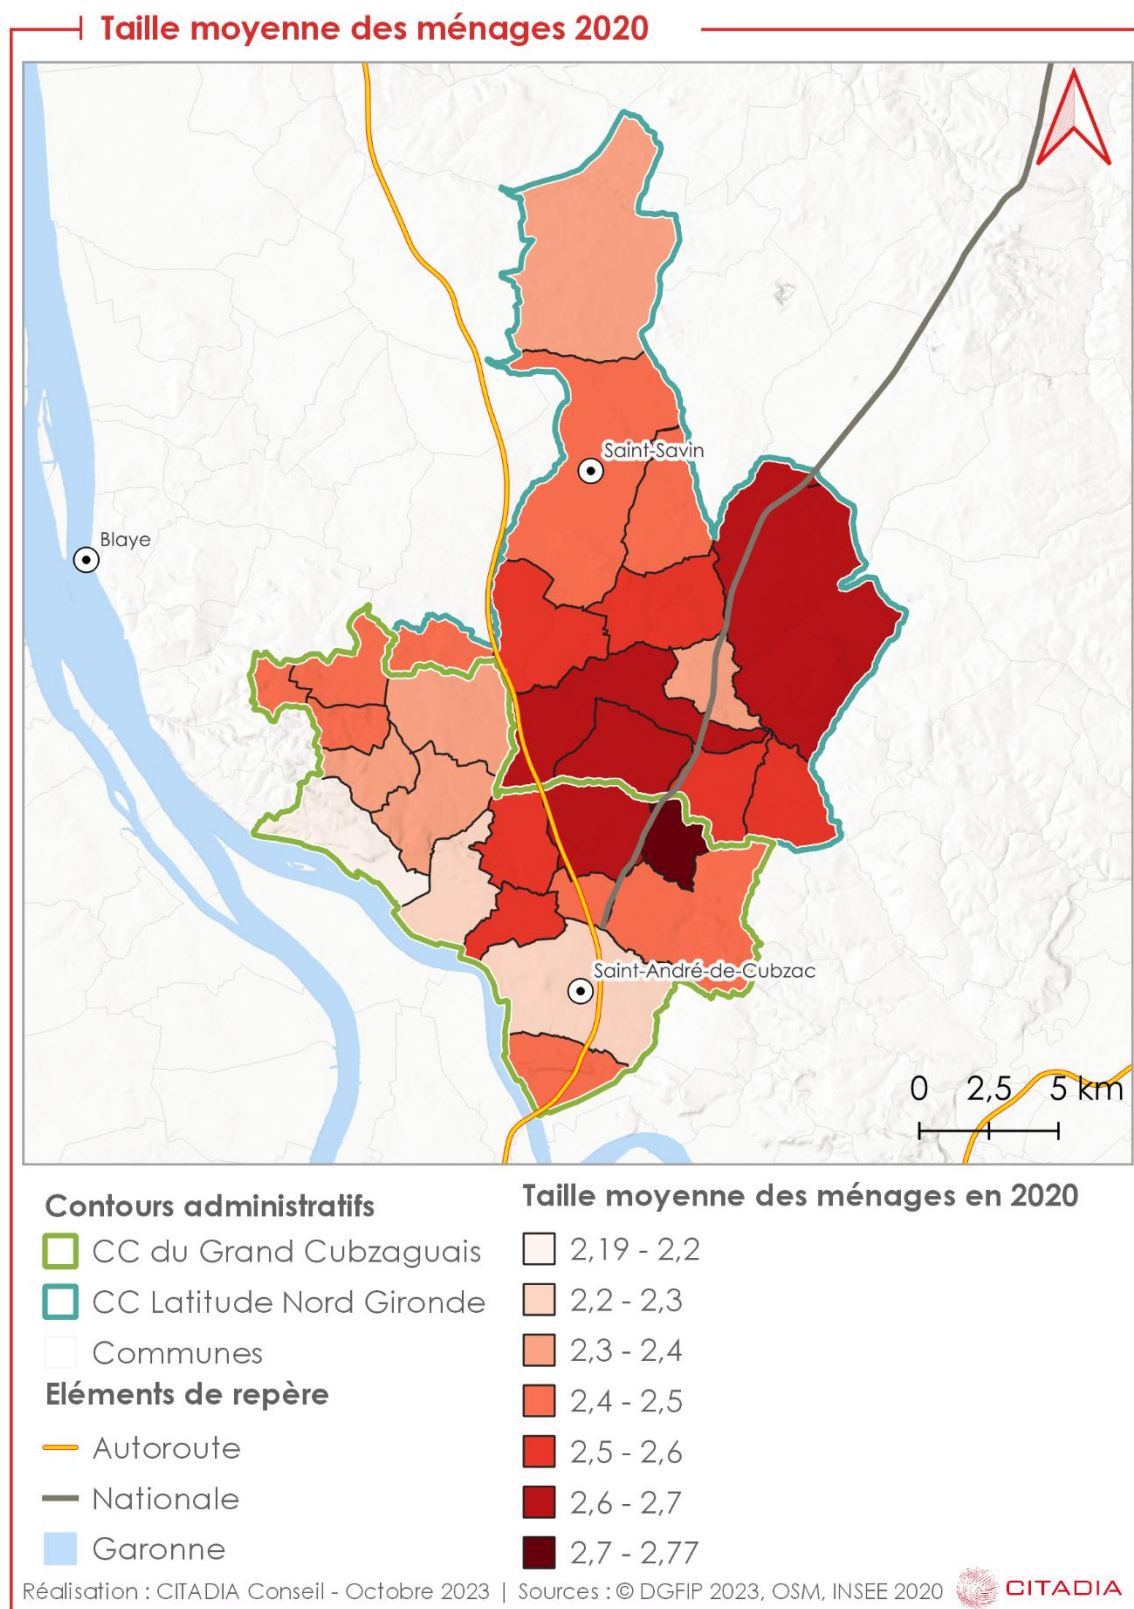 Taille moyenne des ménages 2020
Saint-Savin
Blaye
Saint-André-de-Cubzac
0 2,5 5 km
Contours administratifs
CC du Grand Cubzaguais
CC Latitude Nord Gironde
Communes
Eléments de repère
Autoroute
Nationale
Garonne
Taille moyenne des ménages en 2020
2,19 - 2,2
2,2 - 2,3
2,3 - 2,4
2,4 - 2,5
2,5 - 2,6
2,6 - 2,7
2,7 - 2,77
Réalisation : CITADIA Conseil - Octobre 2023 | Sources : © DGFIP 2023, OSM, INSEE 2020
CITADIA